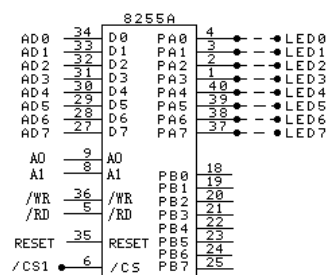 8255A
AD0 34 D0 PA0 4 LED0
AD1 33 D1 PA1 3 LED1
AD2 32 D2 PA2 2 LED2
AD3 31 D3 PA3 1 LED3
AD4 30 D4 PA4 40 LED4
AD5 29 D5 PA5 39 LED5
AD6 28 D6 PA6 38 LED6
AD7 27 D7 PA7 37 LED7
A0 9 A0
A1 8 A1 PB0 18
PB1 19
/WR 36 /WR PB2 20
/RD 5 /RD PB3 21
PB4 22
RESET 35 RESET PB5 23
PB6 24
/CS1 6 /CS PB7 25